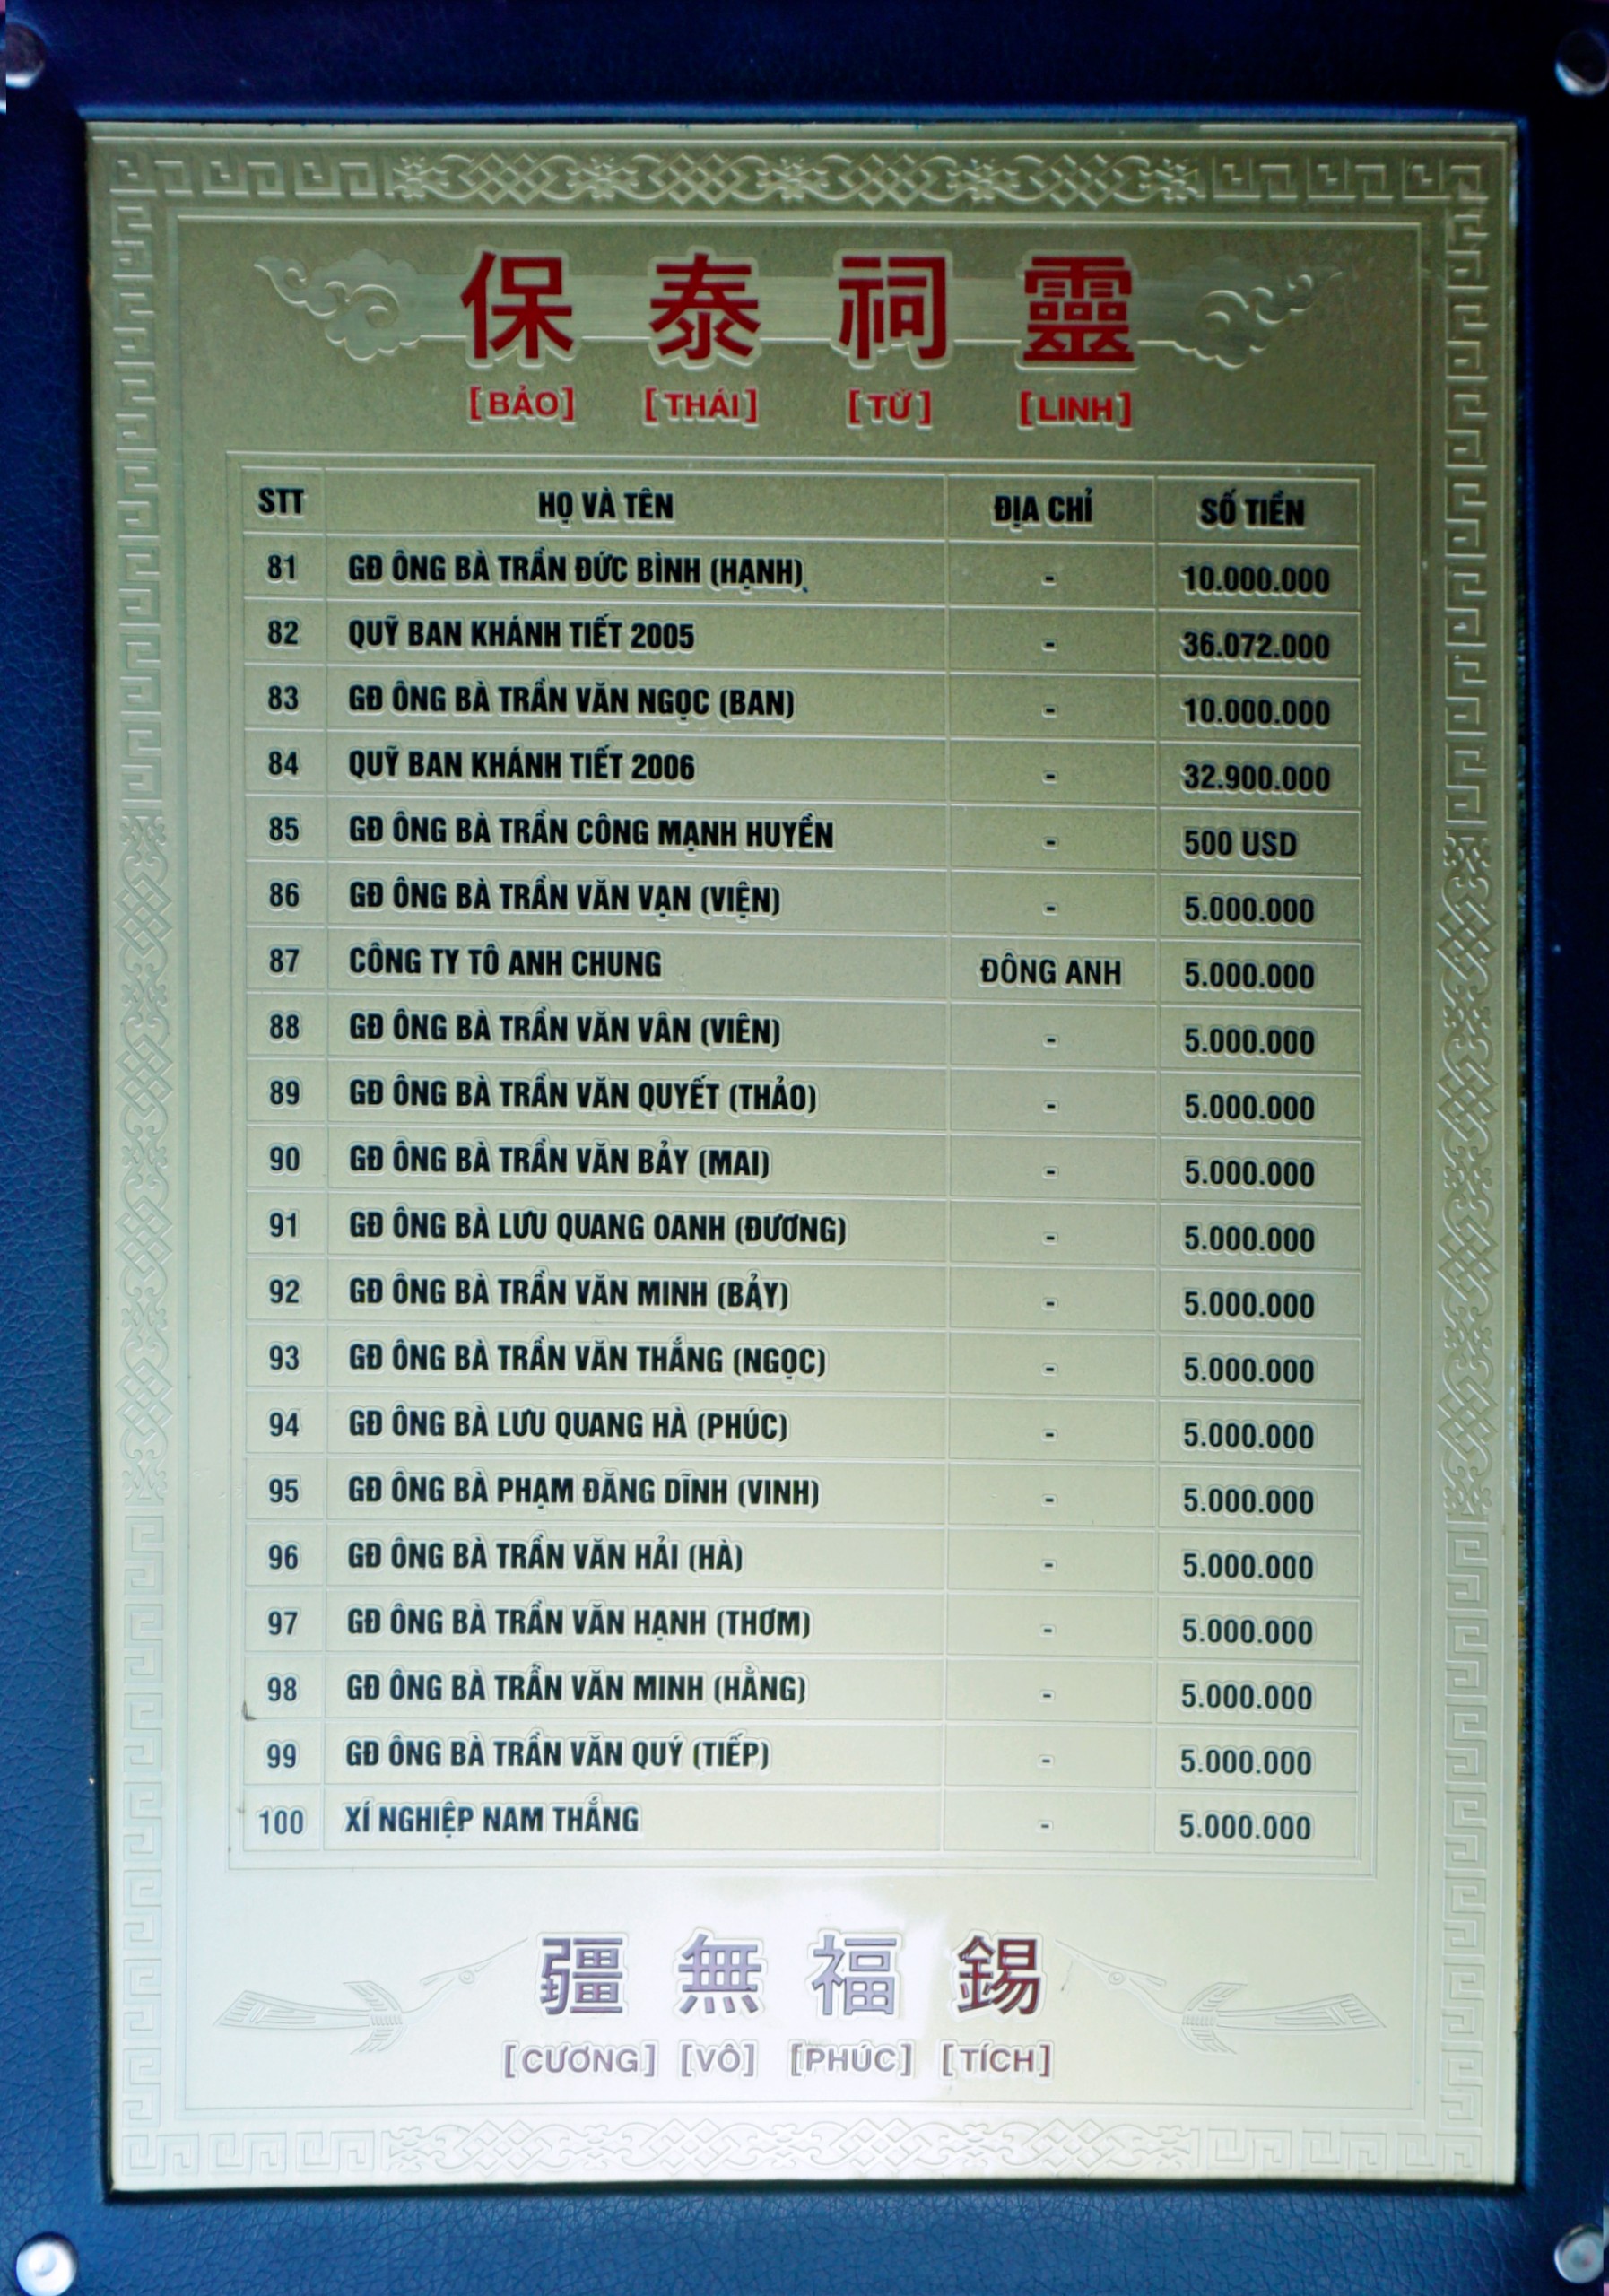 保 泰 祠 靈
[BẢO] [THÁI] [TỪ] [LINH]
STT HỌ VÀ TÊN ĐỊA CHỈ SỐ TIỀN
81 GĐ ÔNG BÀ TRẦN ĐỨC BÌNH (HẠNH) - 10.000.000
82 QUỸ BAN KHÁNH TIẾT 2005 - 36.072.000
83 GĐ ÔNG BÀ TRẦN VĂN NGỌC (BAN) - 10.000.000
84 QUỸ BAN KHÁNH TIẾT 2006 - 32.900.000
85 GĐ ÔNG BÀ TRẦN CÔNG MẠNH HUYỀN - 500 USD
86 GĐ ÔNG BÀ TRẦN VĂN VẠN (VIỆN) - 5.000.000
87 CÔNG TY TÔ ANH CHUNG ĐÔNG ANH 5.000.000
88 GĐ ÔNG BÀ TRẦN VĂN VÂN (VIÊN) - 5.000.000
89 GĐ ÔNG BÀ TRẦN VĂN QUYẾT (THẢO) - 5.000.000
90 GĐ ÔNG BÀ TRẦN VĂN BẢY (MAI) - 5.000.000
91 GĐ ÔNG BÀ LƯU QUANG OANH (ĐƯƠNG) - 5.000.000
92 GĐ ÔNG BÀ TRẦN VĂN MINH (BẢY) - 5.000.000
93 GĐ ÔNG BÀ TRẦN VĂN THẮNG (NGỌC) - 5.000.000
94 GĐ ÔNG BÀ LƯU QUANG HÀ (PHÚC) - 5.000.000
95 GĐ ÔNG BÀ PHẠM ĐĂNG DĨNH (VINH) - 5.000.000
96 GĐ ÔNG BÀ TRẦN VĂN HẢI (HÀ) - 5.000.000
97 GĐ ÔNG BÀ TRẦN VĂN HẠNH (THƠM) - 5.000.000
98 GĐ ÔNG BÀ TRẦN VĂN MINH (HẰNG) - 5.000.000
99 GĐ ÔNG BÀ TRẦN VĂN QUÝ (TIẾP) - 5.000.000
100 XÍ NGHIỆP NAM THẮNG - 5.000.000
疆 無 福 錫
[CƯƠNG] [VÔ] [PHÚC] [TÍCH]